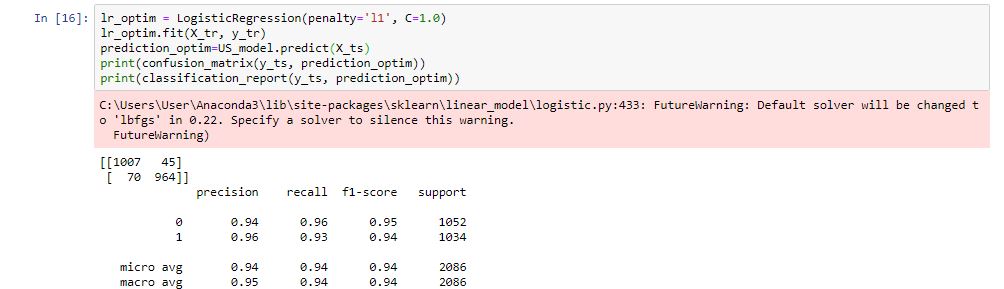 In [16]: lr_optim = LogisticRegression(penalty='l1', C=1.0)
lr_optim.fit(X_tr, y_tr)
prediction_optim=US_model.predict(X_ts)
print(confusion_matrix(y_ts, prediction_optim))
print(classification_report(y_ts, prediction_optim))
C:\Users\User\Anaconda3\lib\site-packages\sklearn\linear_model\logistic.py:433: FutureWarning: Default solver will be changed t
o 'lbfgs' in 0.22. Specify a solver to silence this warning.
  FutureWarning)
[[1007   45]
 [  70  964]]
              precision    recall  f1-score   support
           0       0.94      0.96      0.95      1052
           1       0.96      0.93      0.94      1034
   micro avg       0.94      0.94      0.94      2086
   macro avg       0.95      0.94      0.94      2086